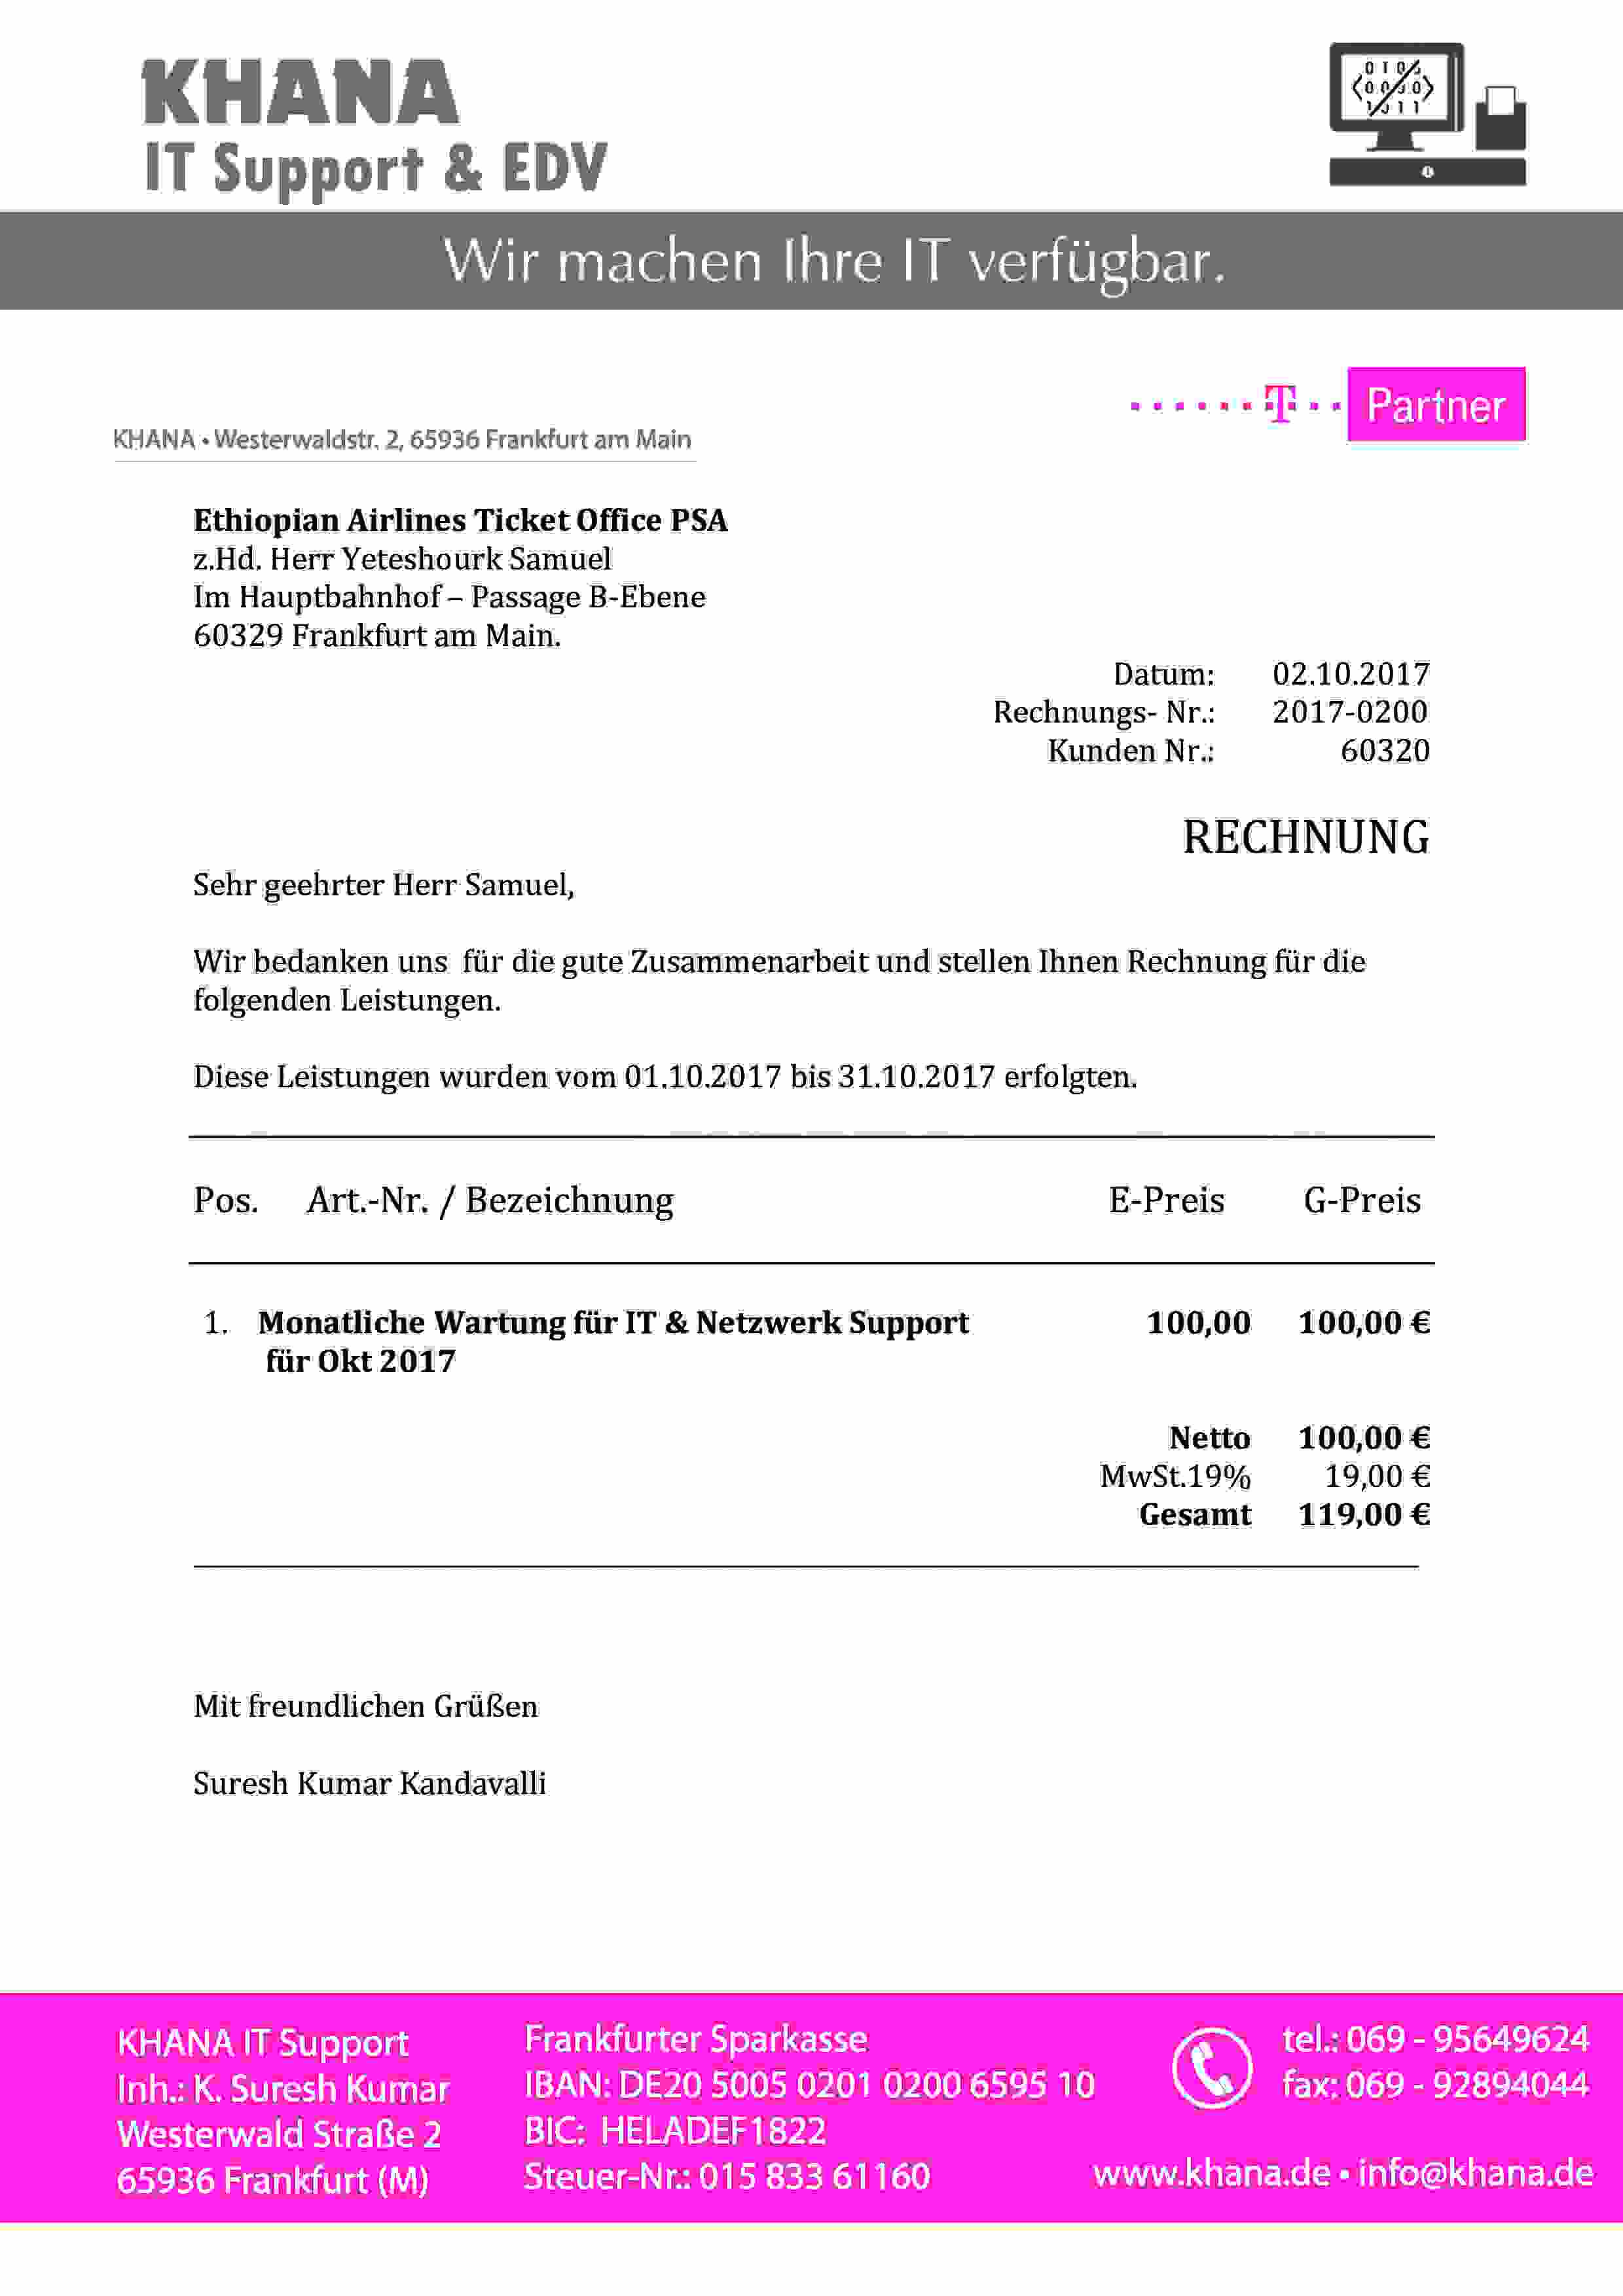 KHANA
IT Support & EDV
Wir machen Ihre IT verfügbar.
T Partner
KHANA • Westerwaldstr. 2, 65936 Frankfurt am Main
Ethiopian Airlines Ticket Office PSA
z.Hd. Herr Yeteshourk Samuel
Im Hauptbahnhof – Passage B-Ebene
60329 Frankfurt am Main.
Datum: 02.10.2017
Rechnungs- Nr.: 2017-0200
Kunden Nr.: 60320
RECHNUNG
Sehr geehrter Herr Samuel,
Wir bedanken uns für die gute Zusammenarbeit und stellen Ihnen Rechnung für die
folgenden Leistungen.
Diese Leistungen wurden vom 01.10.2017 bis 31.10.2017 erfolgten.
Pos. Art.-Nr. / Bezeichnung E-Preis G-Preis
1. Monatliche Wartung für IT & Netzwerk Support 100,00 100,00 €
für Okt 2017
Netto 100,00 €
MwSt.19% 19,00 €
Gesamt 119,00 €
Mit freundlichen Grüßen
Suresh Kumar Kandavalli
KHANA IT Support
Inh.: K. Suresh Kumar
Westerwald Straße 2
65936 Frankfurt (M)
Frankfurter Sparkasse
IBAN: DE20 5005 0201 0200 6595 10
BIC: HELADEF1822
Steuer-Nr.: 015 833 61160
tel.: 069 - 95649624
fax: 069 - 92894044
www.khana.de • info@khana.de